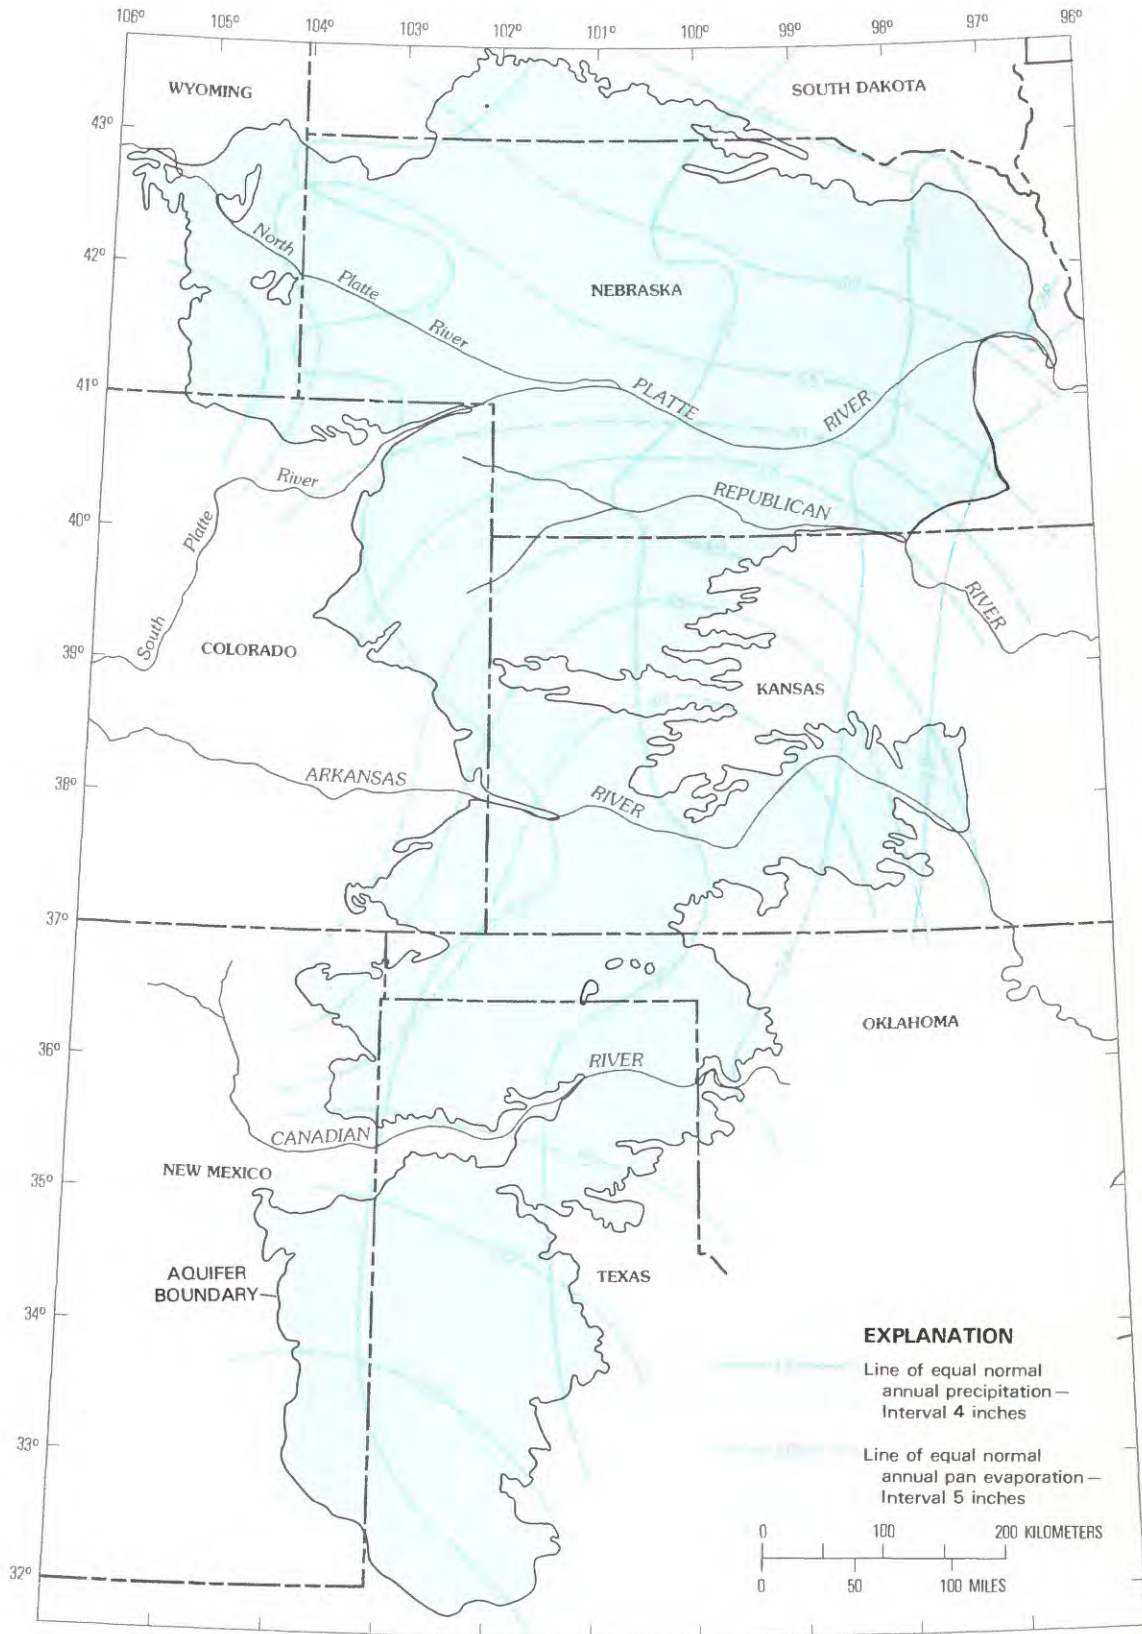 106° 105° 104° 103° 102° 101° 100° 99° 98° 97° 96°
WYOMING
SOUTH DAKOTA
43°
42°
North
Platte
River
NEBRASKA
41°
PLATTE
RIVER
River
Platte
South
REPUBLICAN
RIVER
40°
39°
COLORADO
KANSAS
38°
ARKANSAS
RIVER
37°
OKLAHOMA
36°
RIVER
CANADIAN
NEW MEXICO
35°
AQUIFER
BOUNDARY
TEXAS
34°
33°
32°
EXPLANATION
Line of equal normal
annual precipitation—
Interval 4 inches
Line of equal normal
annual pan evaporation—
Interval 5 inches
0 100 200 KILOMETERS
0 50 100 MILES